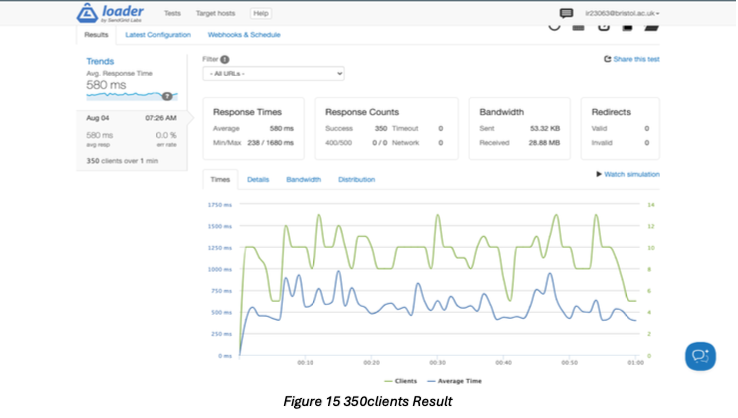 loader
by SendGrid Labs
Tests
Target hosts
Help
ir23063@bristol.ac.uk
Results
Latest Configuration
Webhooks & Schedule
Trends
Avg. Response Time
580 ms
?
Aug 04 07:26 AM
580 ms 0.0 %
avg resp err rate
350 clients over 1 min
Filter
- All URLs -
Share this test
Response Times
Average 580 ms
Min/Max 238 / 1680 ms
Response Counts
Success 350 Timeout 0
400/500 0 / 0 Network 0
Bandwidth
Sent 53.32 KB
Received 28.88 MB
Redirects
Valid 0
Invalid 0
Times
Details
Bandwidth
Distribution
Watch simulation
1750 ms
1500 ms
1250 ms
1000 ms
750 ms
500 ms
250 ms
0 ms
14
12
10
8
6
4
2
0
00:10
00:20
00:30
00:40
00:50
01:00
Clients
Average Time
Figure 15 350clients Result